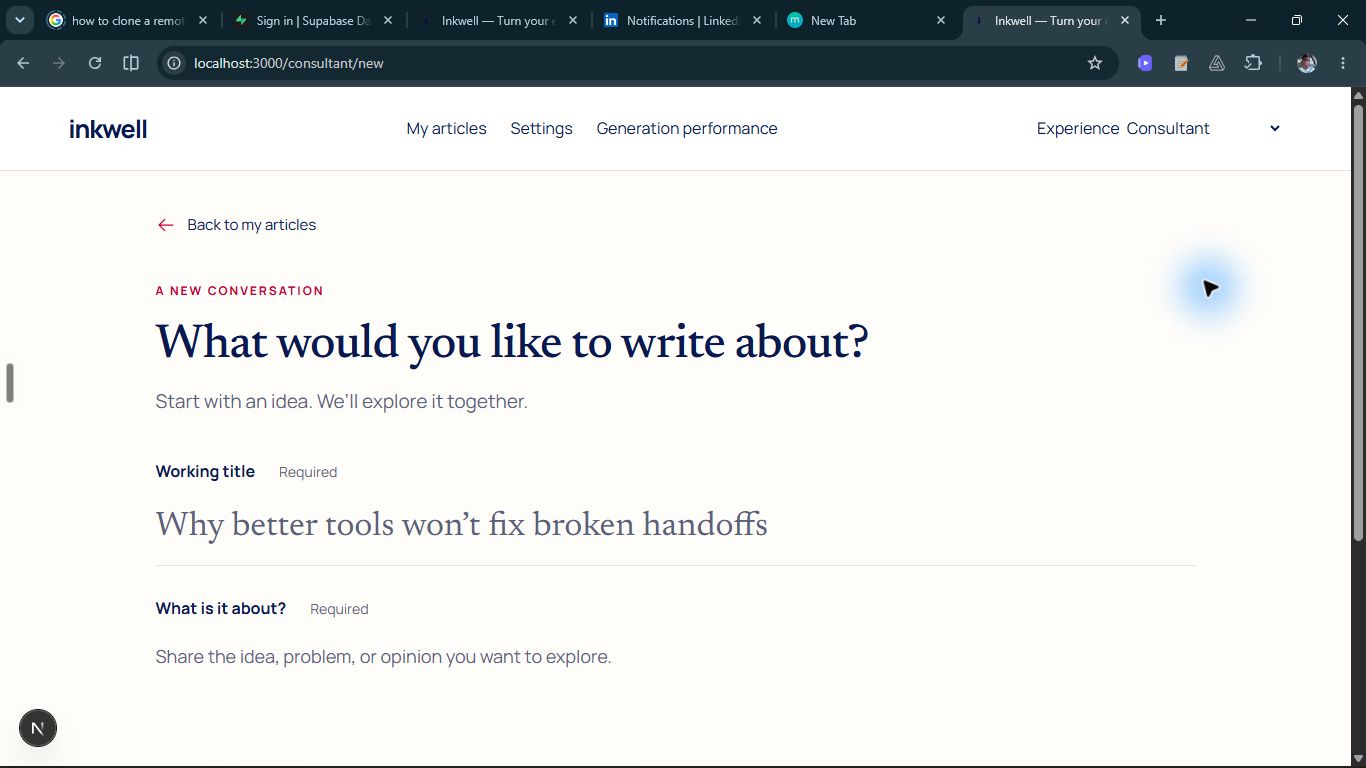 how to clone a remot
Sign in | Supabase Da
Inkwell — Turn your e
Notifications | Linked
New Tab
Inkwell — Turn your e
localhost:3000/consultant/new
inkwell
My articles
Settings
Generation performance
Experience Consultant
Back to my articles
A NEW CONVERSATION
What would you like to write about?
Start with an idea. We’ll explore it together.
Working title Required
Why better tools won’t fix broken handoffs
What is it about? Required
Share the idea, problem, or opinion you want to explore.
N